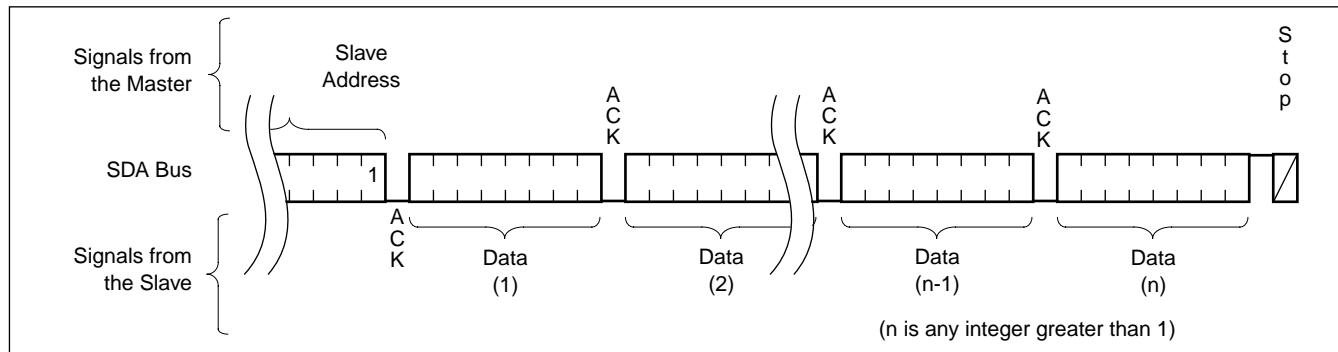 Signals from
the Master
Slave
Address
A
C
K
A
C
K
A
C
K
S
t
o
p
SDA Bus
1
A
C
K
Signals from
the Slave
Data
(1)
Data
(2)
Data
(n-1)
Data
(n)
(n is any integer greater than 1)